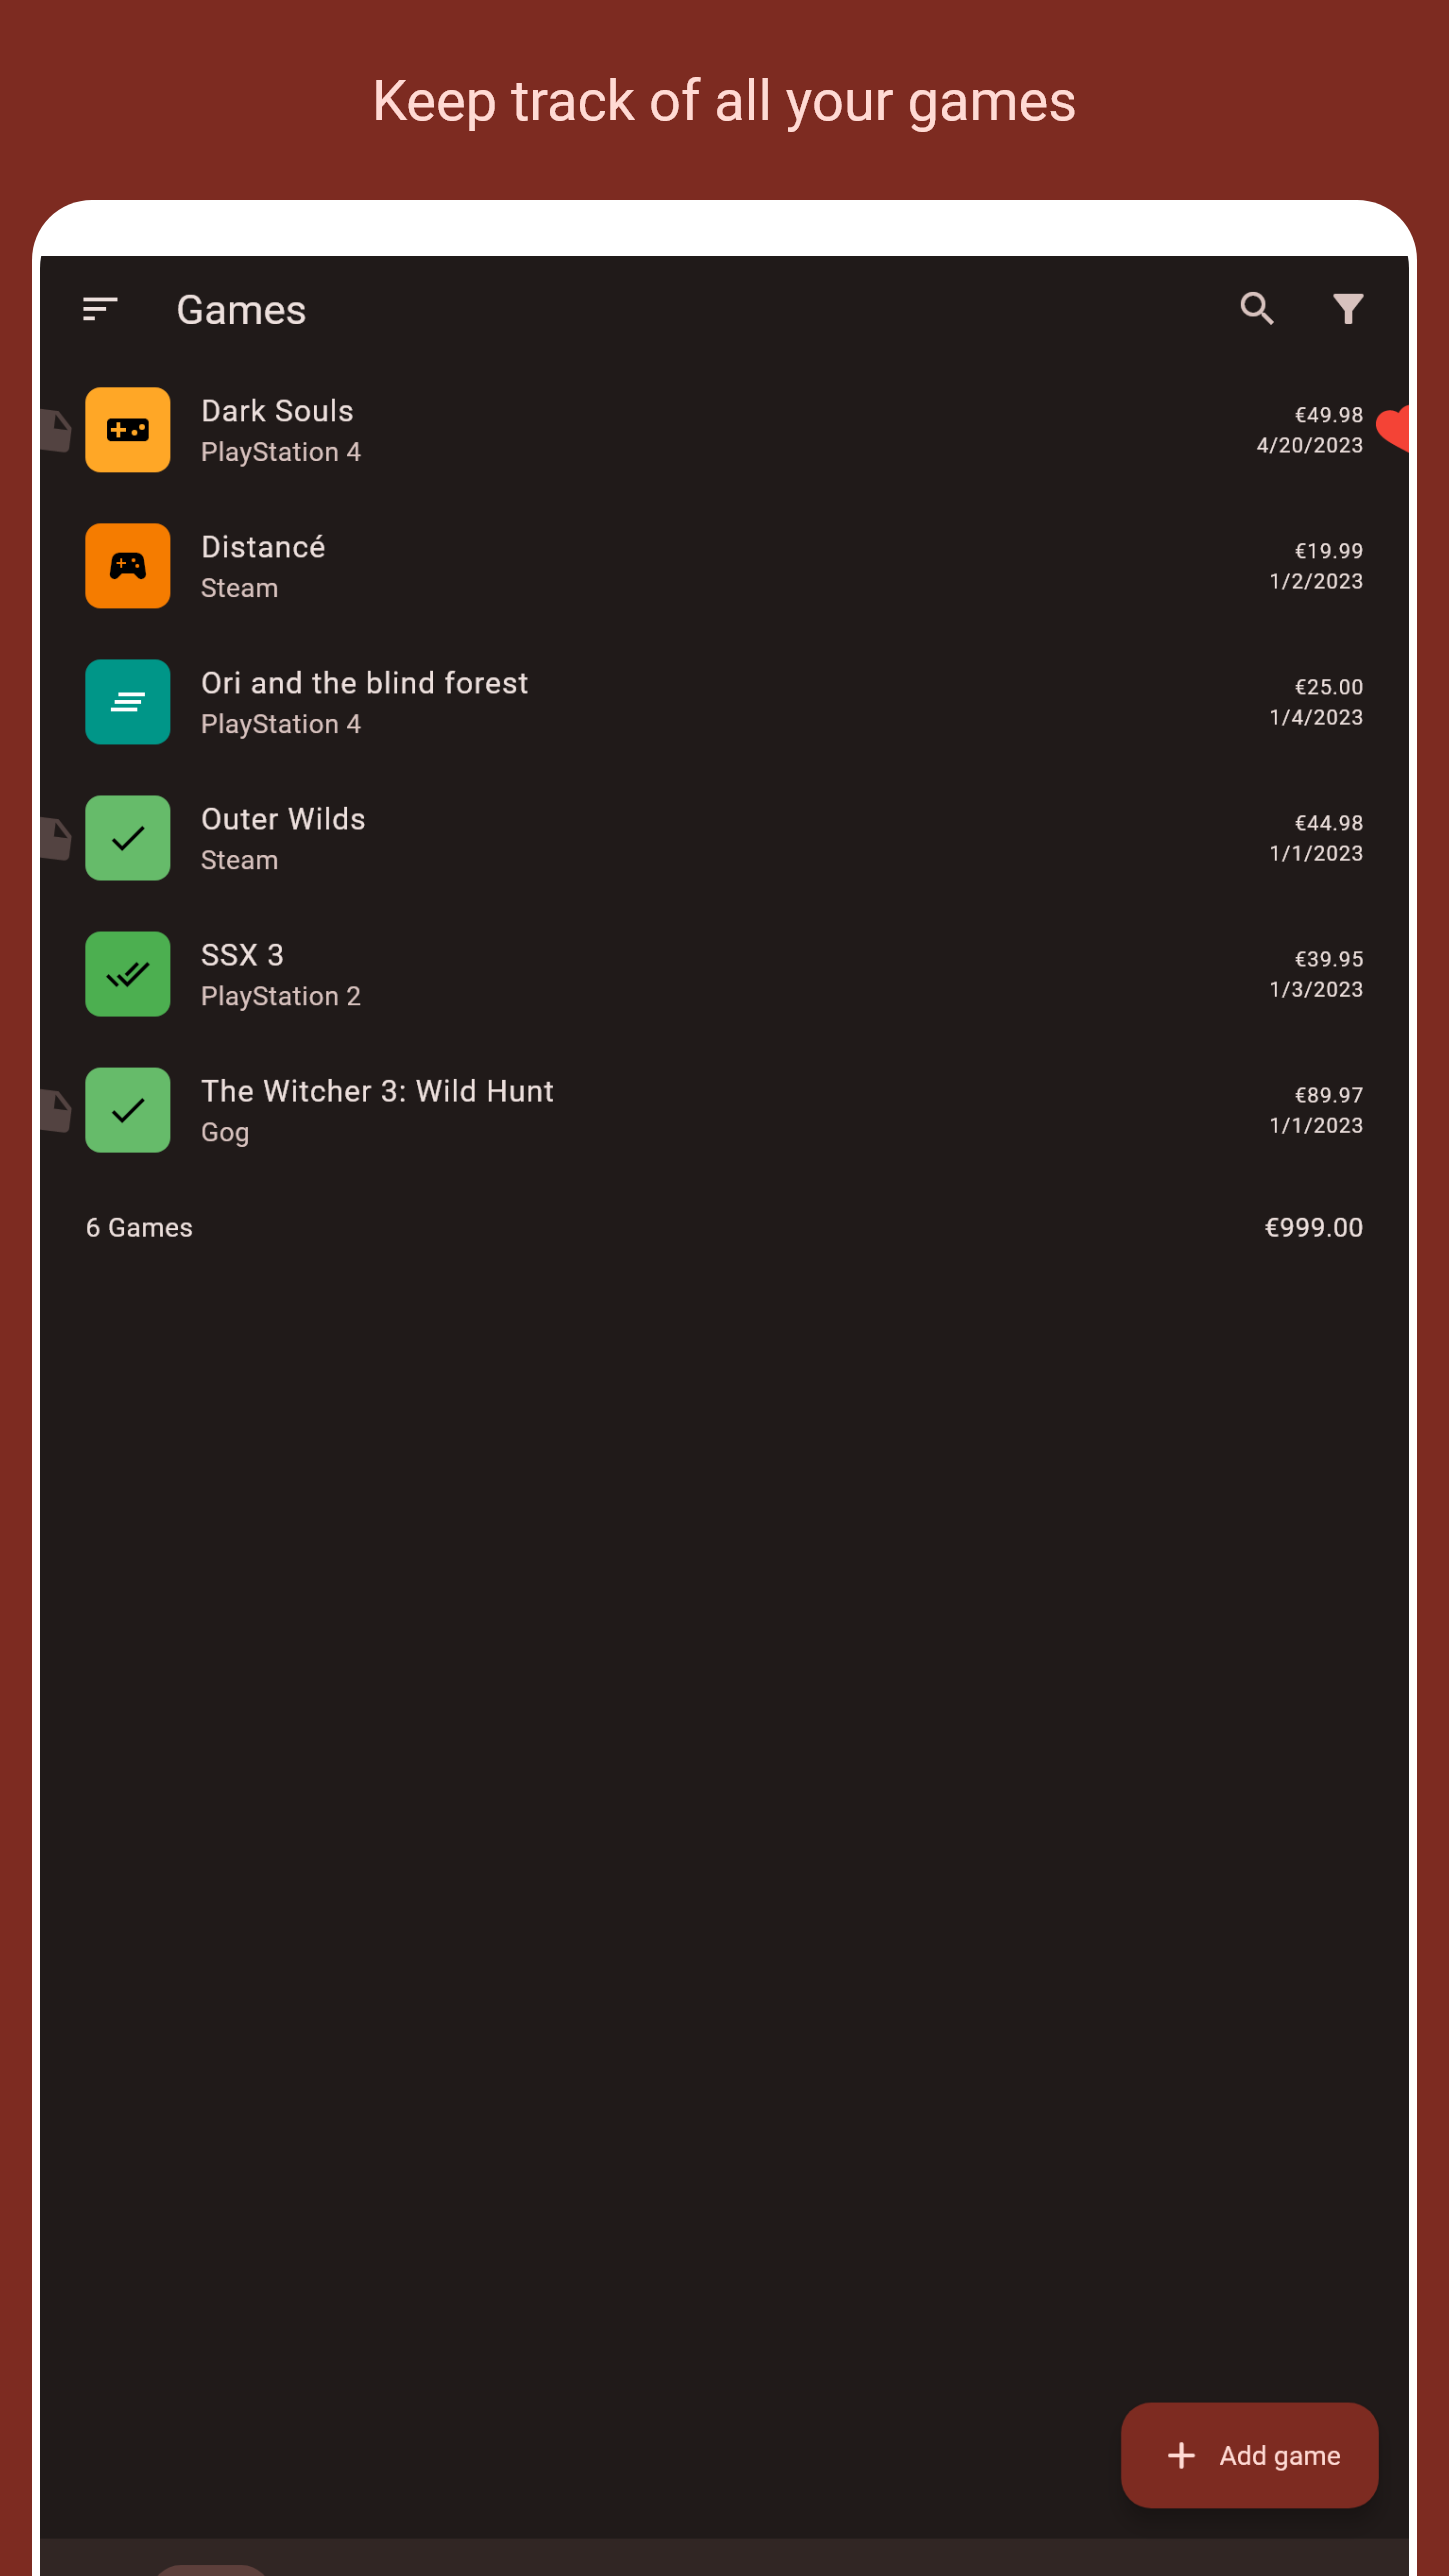 Keep track of all your games
Games
Dark Souls
PlayStation 4
€49.98
4/20/2023
Distancé
Steam
€19.99
1/2/2023
Ori and the blind forest
PlayStation 4
€25.00
1/4/2023
Outer Wilds
Steam
€44.98
1/1/2023
SSX 3
PlayStation 2
€39.95
1/3/2023
The Witcher 3: Wild Hunt
Gog
€89.97
1/1/2023
6 Games
€999.00
Add game